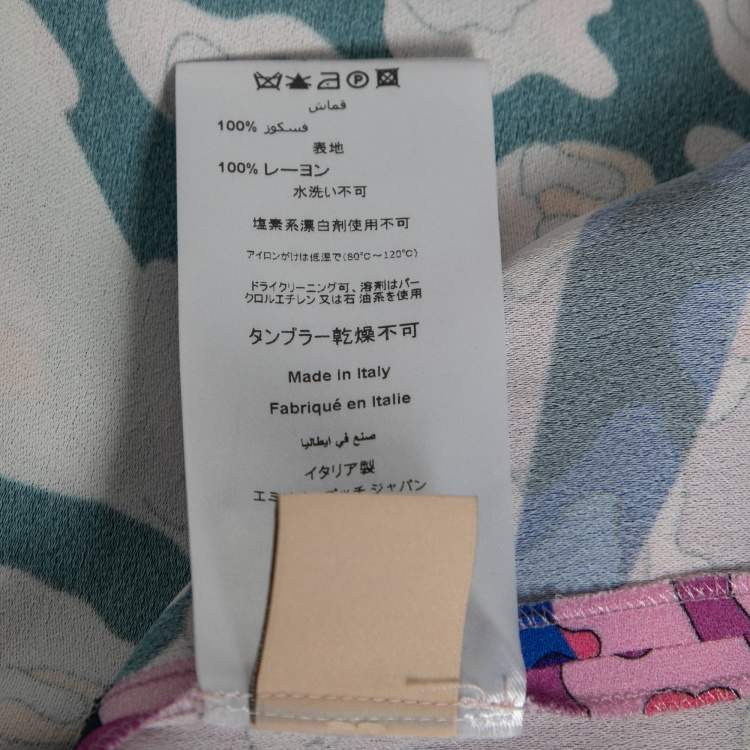 قماش
100% فسكوز
表地
100% レーヨン
水洗い不可
塩素系漂白剤使用不可
アイロンがけは低温で(80℃～120℃)
ドライクリーニング可、溶剤はパー
クロルエチレン又は石油系を使用
タンブラー乾燥不可
Made in Italy
Fabriqué en Italie
صنع في ايطاليا
イタリア製
ジャパン